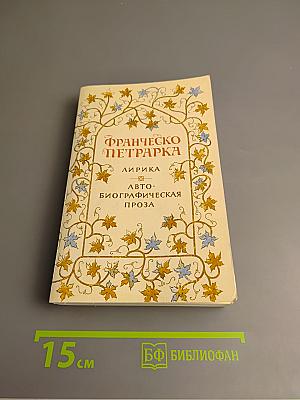 ФРАНЧЕСКО
ПЕТРАРКА
ЛИРИКА
АВТО-
БИОГРАФИЧЕСКАЯ
ПРОЗА
15 см
БФ БИБЛИОФАН